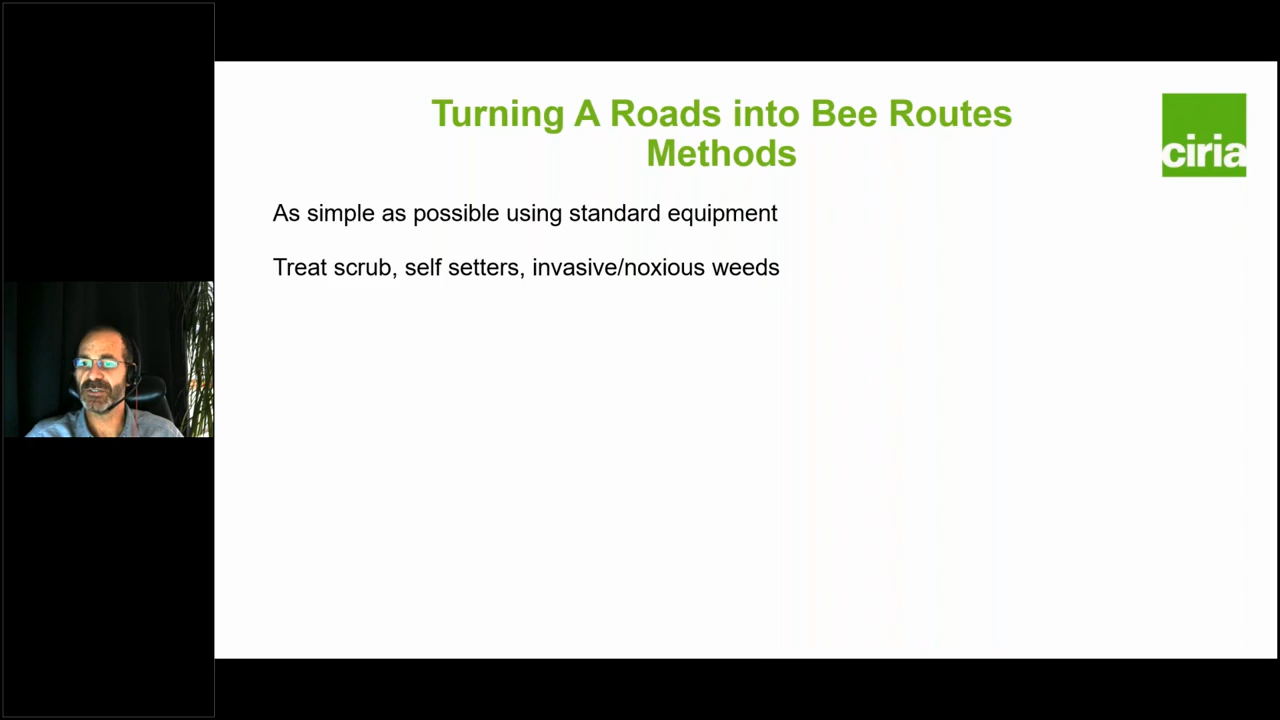 Turning A Roads into Bee Routes
Methods
ciria
As simple as possible using standard equipment
Treat scrub, self setters, invasive/noxious weeds